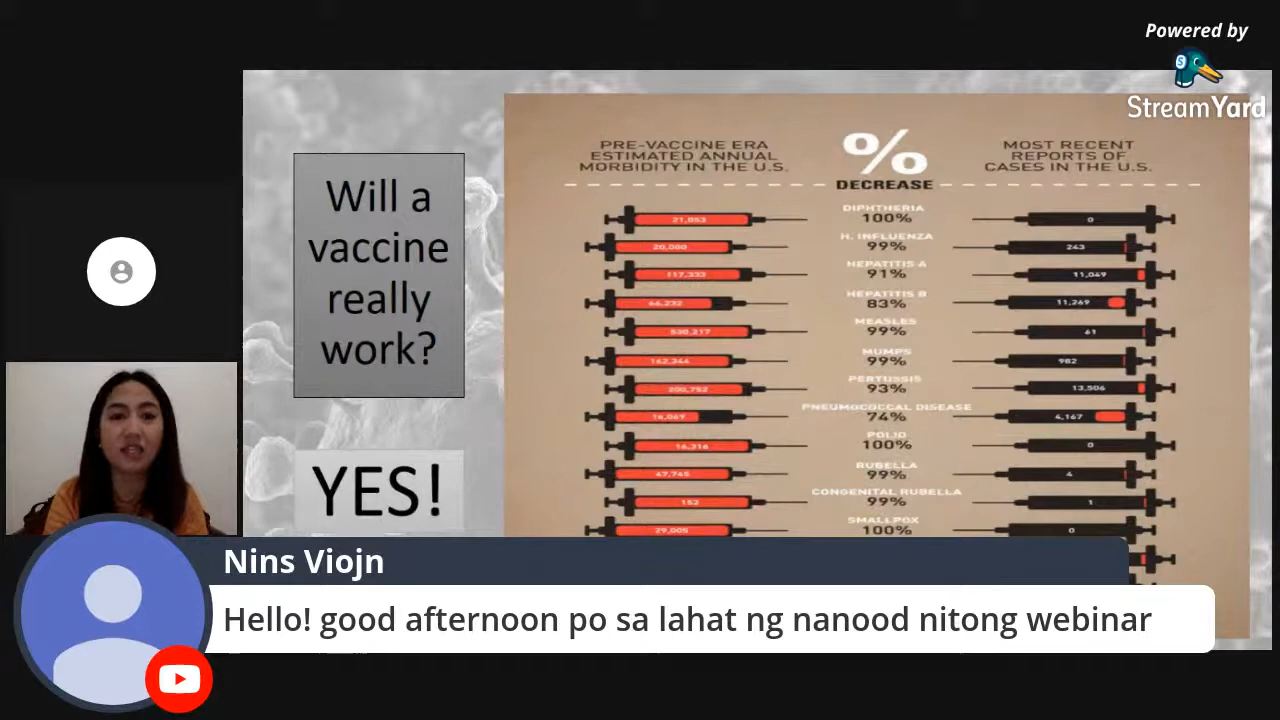 Powered by
StreamYard
Will a
vaccine
really
work?
YES!
PRE-VACCINE ERA
ESTIMATED ANNUAL
MORBIDITY IN THE U.S.
%
DECREASE
MOST RECENT
REPORTS OF
CASES IN THE U.S.
DIPHTHERIA
21,053 100% 0
H. INFLUENZA
20,000 99% 243
HEPATITIS A
117,333 91% 11,049
HEPATITIS B
66,232 83% 11,269
MEASLES
530,217 99% 61
MUMPS
162,344 99% 982
PERTUSSIS
200,752 93% 13,506
PNEUMOCOCCAL DISEASE
16,069 74% 4,167
POLIO
16,316 100% 0
RUBELLA
47,745 99% 4
CONGENITAL RUBELLA
152 99% 1
SMALLPOX
29,005 100% 0
Nins Viojn
Hello! good afternoon po sa lahat ng nanood nitong webinar